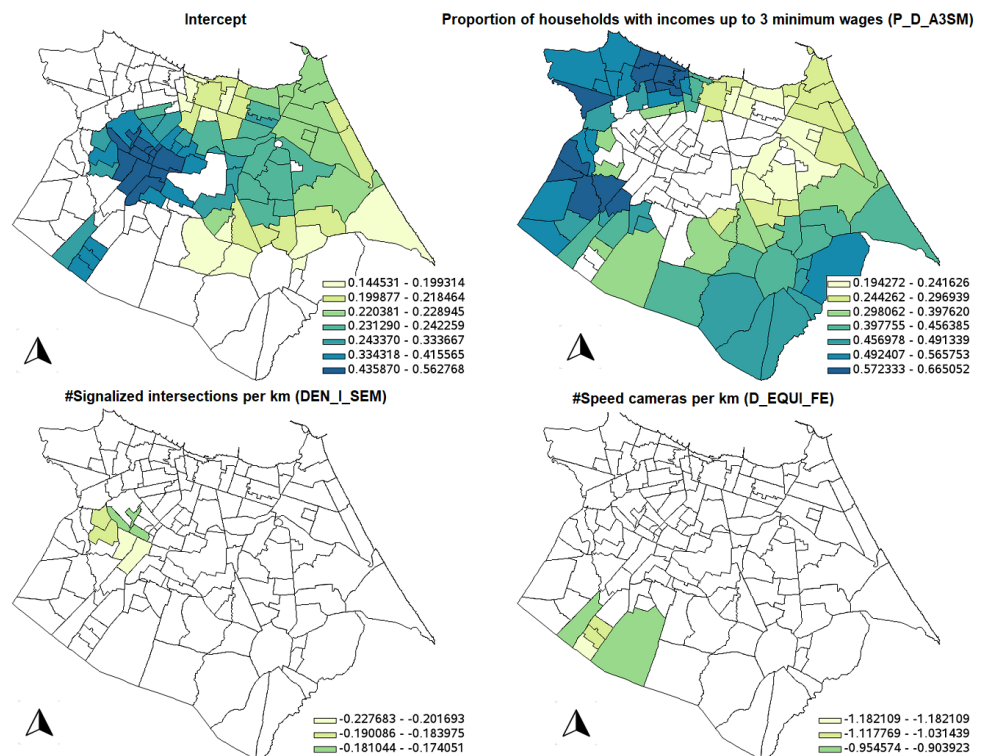 Intercept
Proportion of households with incomes up to 3 minimum wages (P_D_A3SM)
0.144531 - 0.199314
0.199877 - 0.218464
0.220381 - 0.228945
0.231290 - 0.242259
0.243370 - 0.333667
0.334318 - 0.415565
0.435870 - 0.562768
0.194272 - 0.241626
0.244262 - 0.296939
0.298062 - 0.397620
0.397755 - 0.456385
0.456978 - 0.491339
0.492407 - 0.565753
0.572333 - 0.665052
#Signalized intersections per km (DEN_I_SEM)
#Speed cameras per km (D_EQUI_FE)
-0.227683 - -0.201693
-0.190086 - -0.183975
-0.181044 - -0.174051
-1.182109 - -1.182109
-1.117769 - -1.031439
-0.954574 - -0.903923